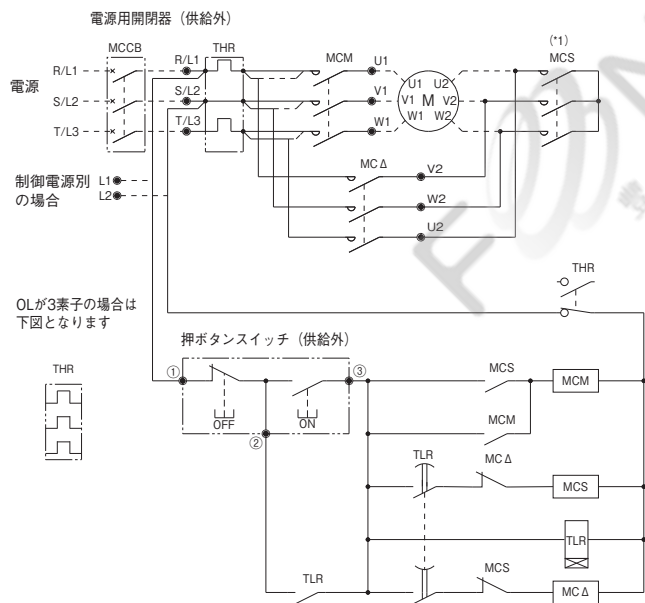 電源用開閉器（供給外）
MCCB
R/L1
THR
MCM
U1
(*1)
MCS
R/L1
U1
U2
電源
S/L2
S/L2
V1
V1
M
V2
T/L3
T/L3
W1
W1
W2
MCΔ
V2
制御電源別
の場合
L1
L2
W2
U2
THR
OLが3素子の場合は
下図となります
押ボタンスイッチ（供給外）
THR
①
③
MCS
MCM
OFF
ON
②
MCM
TLR
MCΔ
MCS
TLR
TLR
MCS
MCΔ